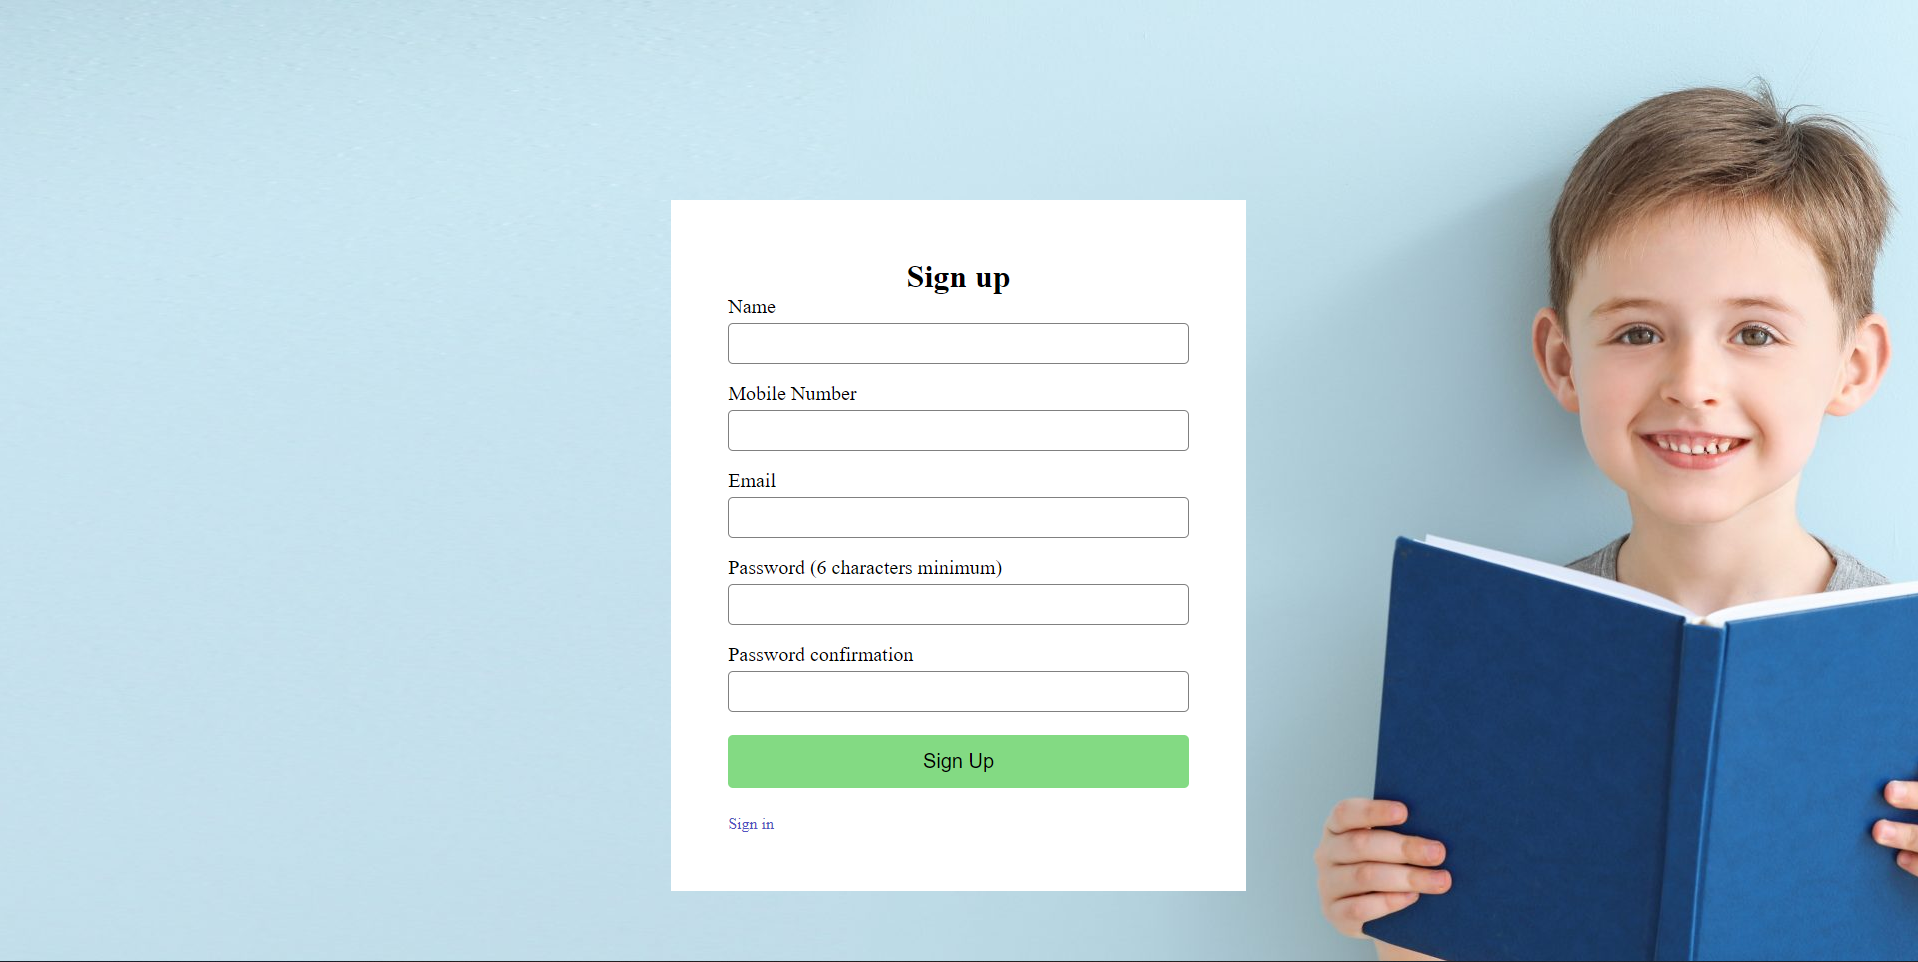 Sign up
Name
Mobile Number
Email
Password (6 characters minimum)
Password confirmation
Sign Up
Sign in